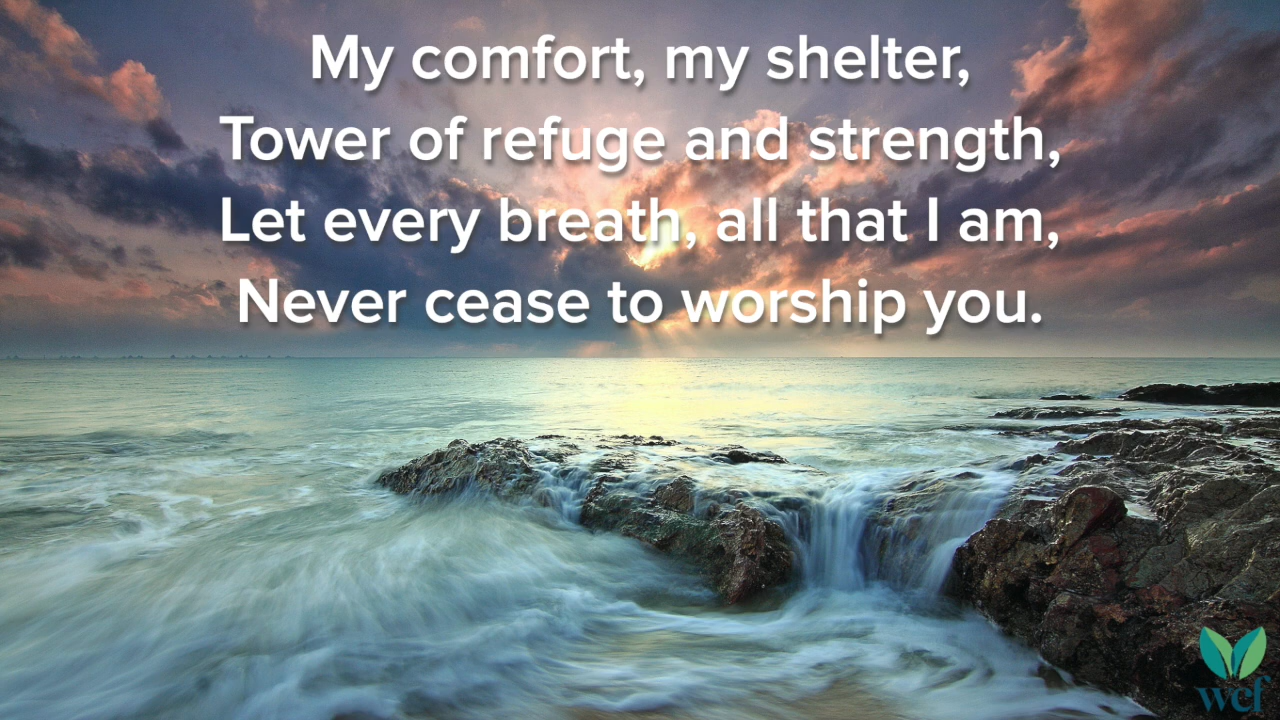 My comfort, my shelter,
Tower of refuge and strength,
Let every breath, all that I am,
Never cease to worship you.
wef